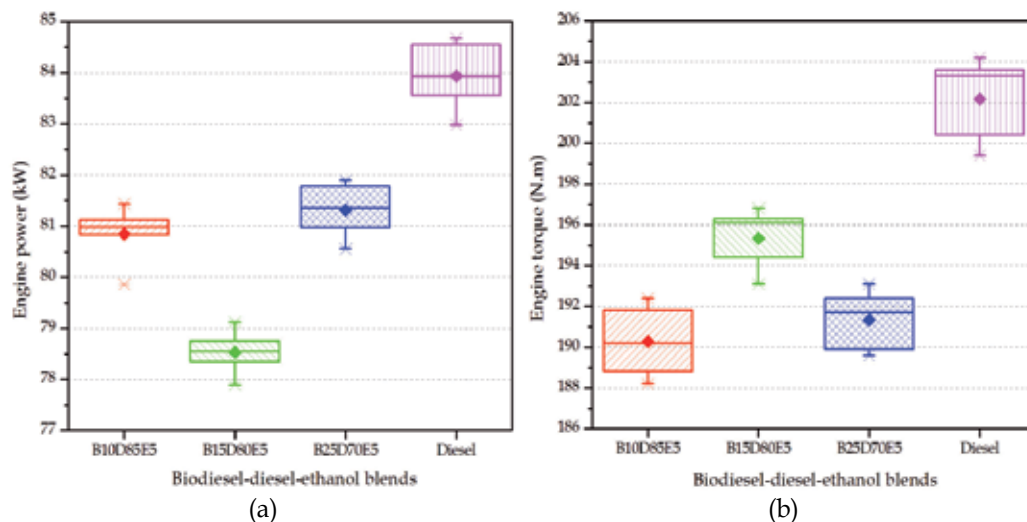 85
84
83
82
81
80
79
78
77
Engine power (kW)
B10D85E5
B15D80E5
B25D70E5
Diesel
Biodiesel-diesel-ethanol blends
(a)
206
204
202
200
198
196
194
192
190
188
186
Engine torque (N.m)
B10D85E5
B15D80E5
B25D70E5
Diesel
Biodiesel-diesel-ethanol blends
(b)